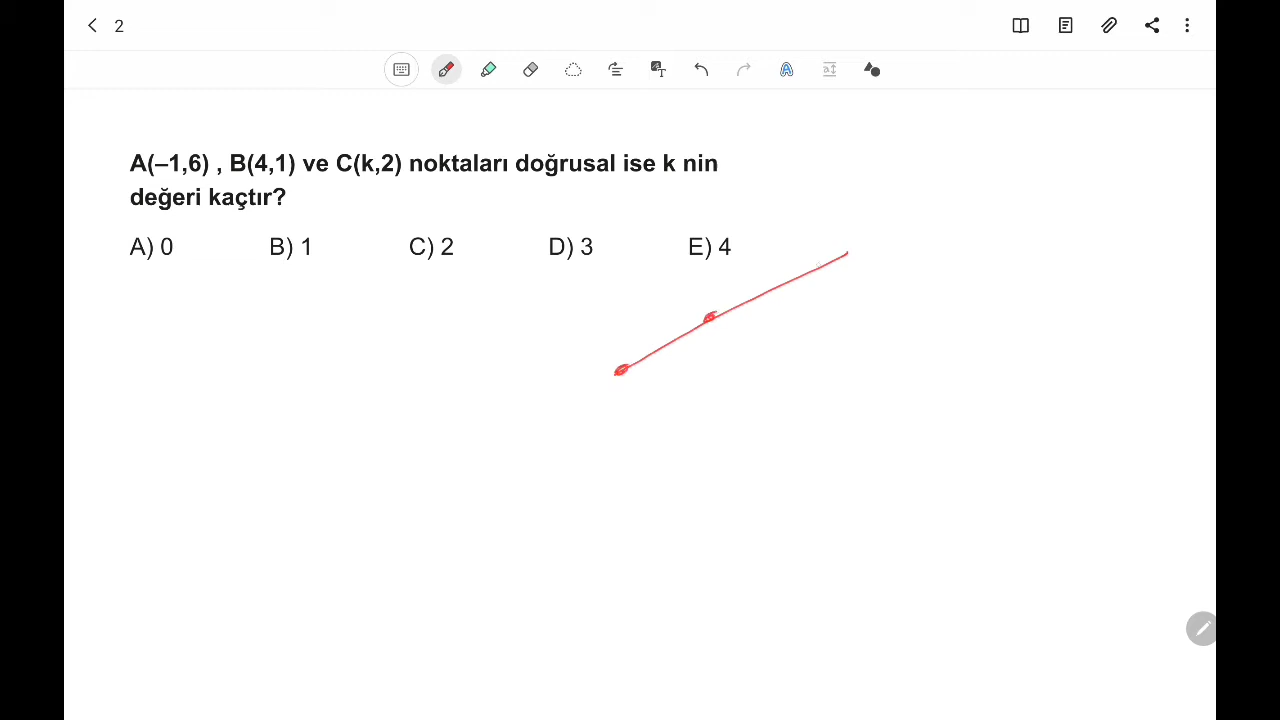 2
A(–1,6) , B(4,1) ve C(k,2) noktaları doğrusal ise k nin
değeri kaçtır?
A) 0 B) 1 C) 2 D) 3 E) 4